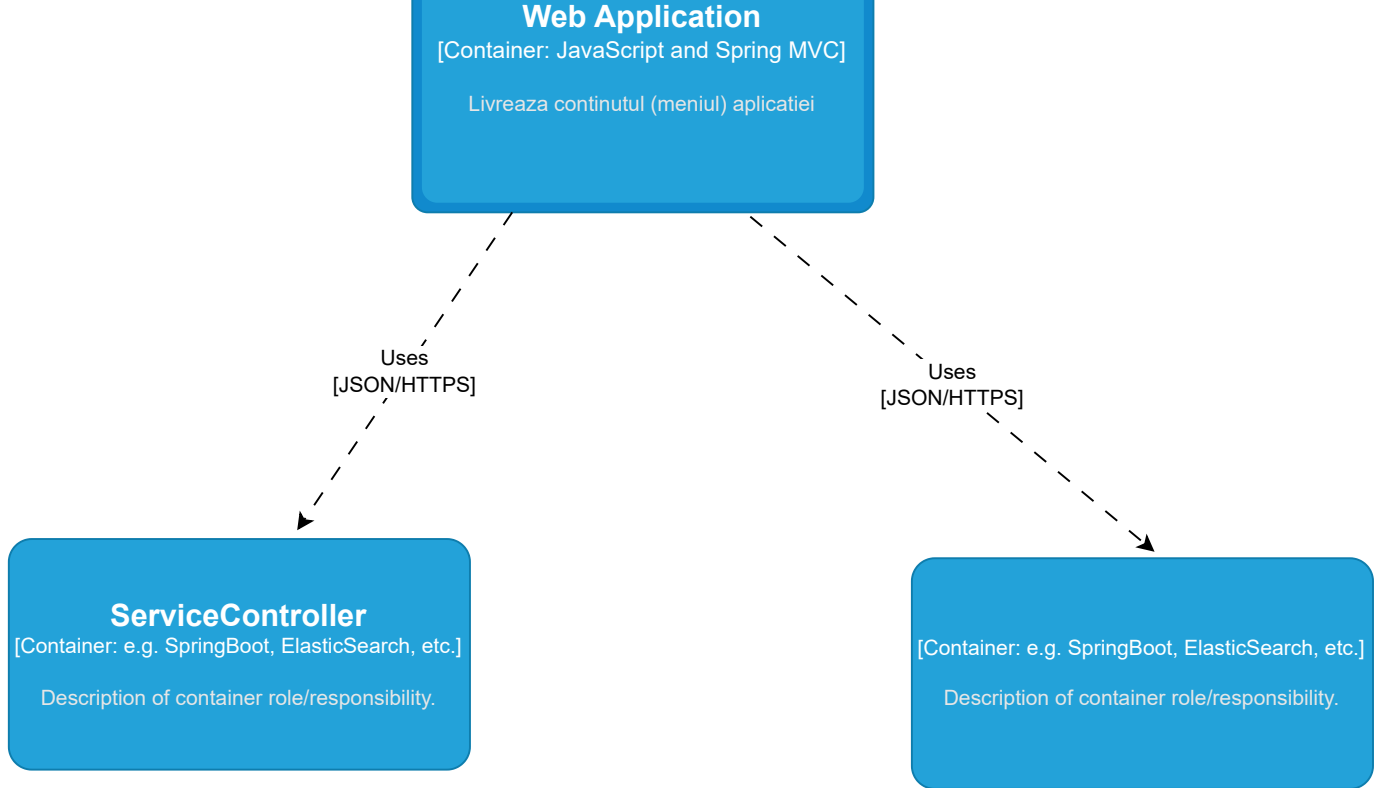 Web Application
[Container: JavaScript and Spring MVC]
Livreaza continutul (meniul) aplicatiei
Uses
[JSON/HTTPS]
Uses
[JSON/HTTPS]
ServiceController
[Container: e.g. SpringBoot, ElasticSearch, etc.]
Description of container role/responsibility.
[Container: e.g. SpringBoot, ElasticSearch, etc.]
Description of container role/responsibility.